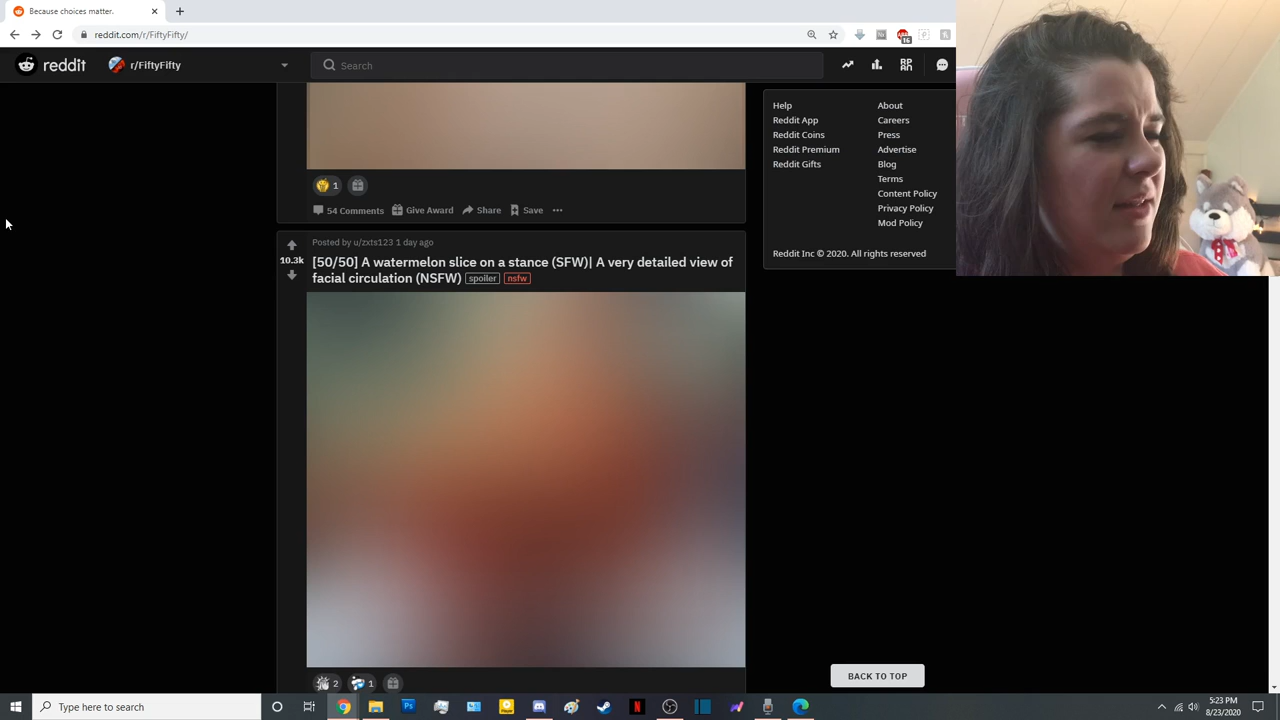 Because choices matter.
reddit.com/r/FiftyFifty/
16
reddit
r/FiftyFifty
Search
Help
About
Reddit App
Careers
Reddit Coins
Press
Reddit Premium
Advertise
Reddit Gifts
Blog
Terms
Content Policy
Privacy Policy
Mod Policy
Reddit Inc © 2020. All rights reserved
1
54 Comments
Give Award
Share
Save
Posted by u/zxts123 1 day ago
10.3k
[50/50] A watermelon slice on a stance (SFW)| A very detailed view of
facial circulation (NSFW) spoiler nsfw
2
1
BACK TO TOP
Type here to search
5:23 PM
8/23/2020